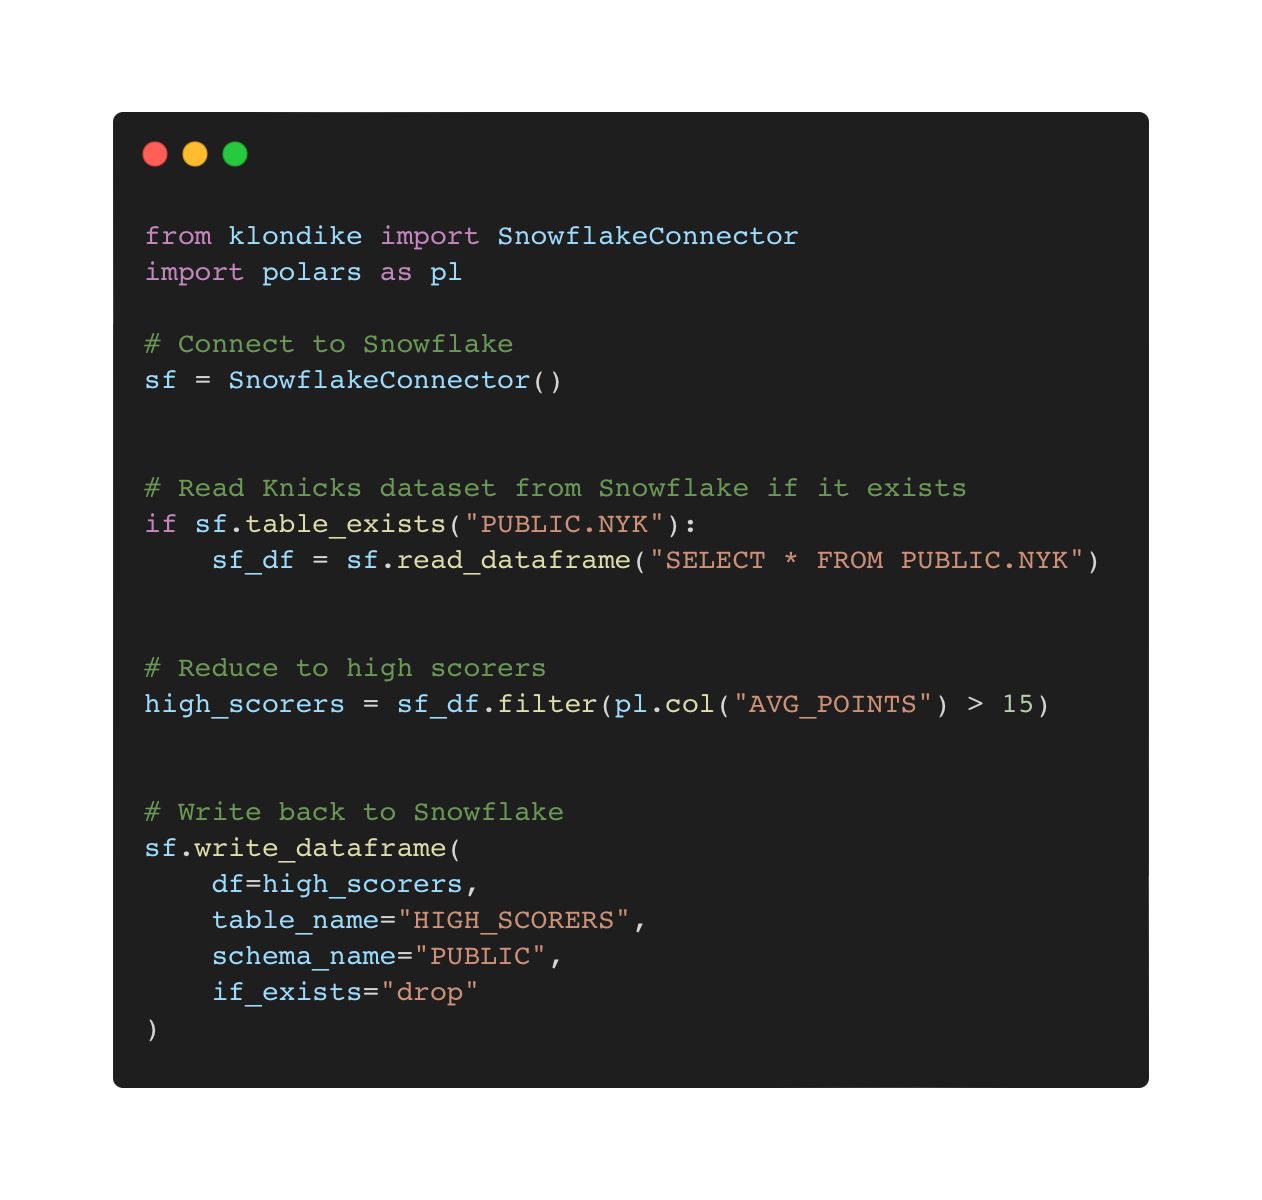 from klondike import SnowflakeConnector
import polars as pl
# Connect to Snowflake
sf = SnowflakeConnector()
# Read Knicks dataset from Snowflake if it exists
if sf.table_exists("PUBLIC.NYK"):
    sf_df = sf.read_dataframe("SELECT * FROM PUBLIC.NYK")
# Reduce to high scorers
high_scorers = sf_df.filter(pl.col("AVG_POINTS") > 15)
# Write back to Snowflake
sf.write_dataframe(
    df=high_scorers,
    table_name="HIGH_SCORERS",
    schema_name="PUBLIC",
    if_exists="drop"
)